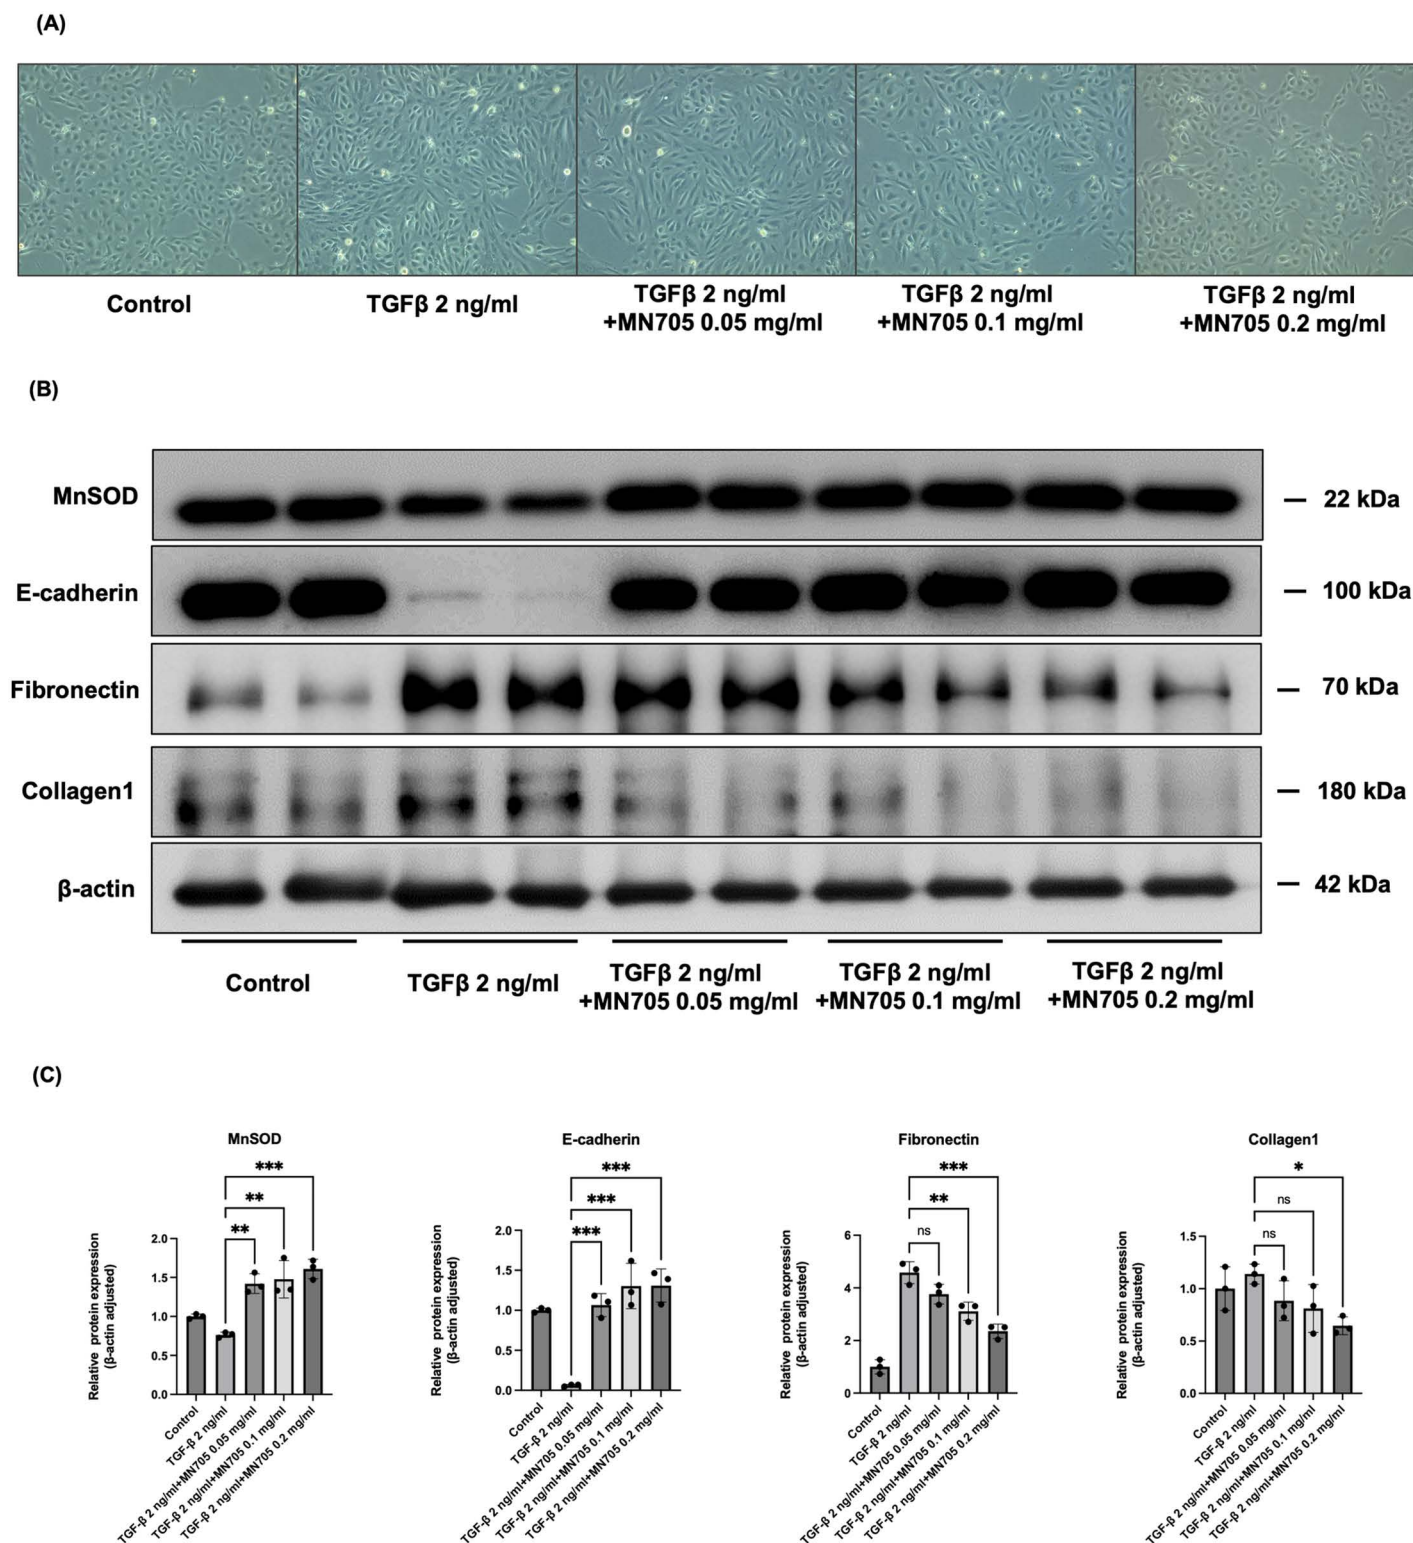 (A)
Control
TGFβ 2 ng/ml
TGFβ 2 ng/ml
+MN705 0.05 mg/ml
TGFβ 2 ng/ml
+MN705 0.1 mg/ml
TGFβ 2 ng/ml
+MN705 0.2 mg/ml
(B)
MnSOD
22 kDa
E-cadherin
100 kDa
Fibronectin
70 kDa
Collagen1
180 kDa
β-actin
42 kDa
Control
TGFβ 2 ng/ml
TGFβ 2 ng/ml
+MN705 0.05 mg/ml
TGFβ 2 ng/ml
+MN705 0.1 mg/ml
TGFβ 2 ng/ml
+MN705 0.2 mg/ml
(C)
MnSOD
***
**
**
Relative protein expression
(β-actin adjusted)
2.0
1.5
1.0
0.5
0.0
Control
TGF-β 2 ng/ml
TGF-β 2 ng/ml+MN705 0.05 mg/ml
TGF-β 2 ng/ml+MN705 0.1 mg/ml
TGF-β 2 ng/ml+MN705 0.2 mg/ml
E-cadherin
***
***
***
Relative protein expression
(β-actin adjusted)
2.0
1.5
1.0
0.5
0.0
Control
TGF-β 2 ng/ml
TGF-β 2 ng/ml+MN705 0.05 mg/ml
TGF-β 2 ng/ml+MN705 0.1 mg/ml
TGF-β 2 ng/ml+MN705 0.2 mg/ml
Fibronectin
***
**
ns
Relative protein expression
(β-actin adjusted)
6
4
2
0
Control
TGF-β 2 ng/ml
TGF-β 2 ng/ml+MN705 0.05 mg/ml
TGF-β 2 ng/ml+MN705 0.1 mg/ml
TGF-β 2 ng/ml+MN705 0.2 mg/ml
Collagen1
*
ns
ns
Relative protein expression
(β-actin adjusted)
1.5
1.0
0.5
0.0
Control
TGF-β 2 ng/ml
TGF-β 2 ng/ml+MN705 0.05 mg/ml
TGF-β 2 ng/ml+MN705 0.1 mg/ml
TGF-β 2 ng/ml+MN705 0.2 mg/ml